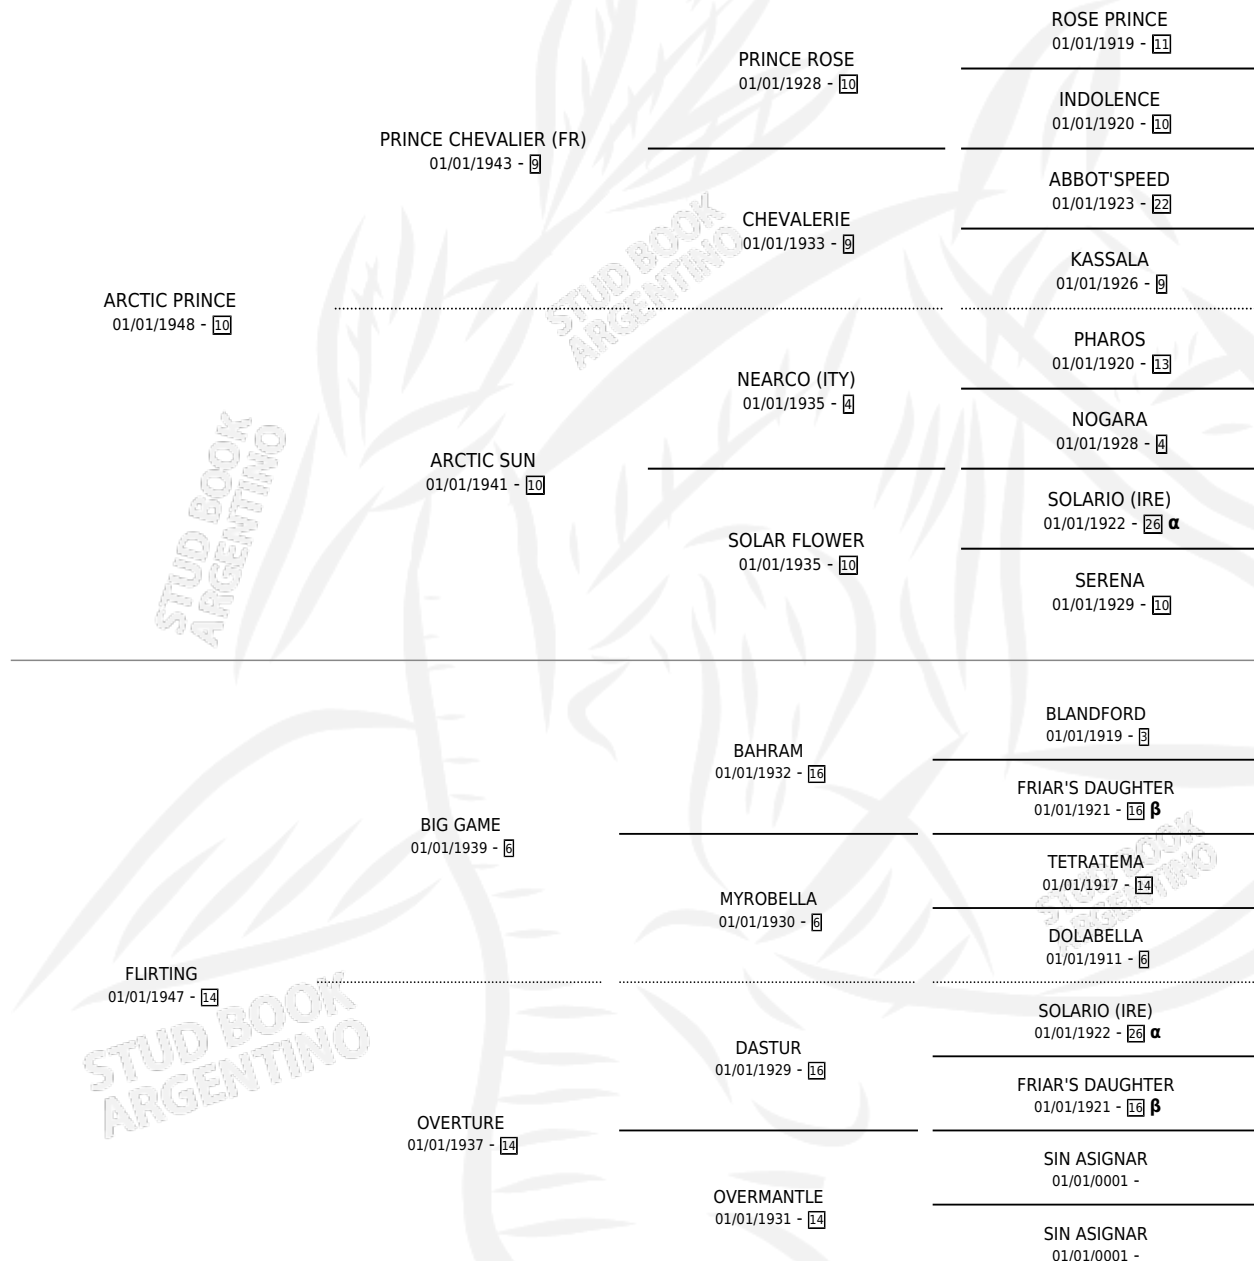 ROSE PRINCE
01/01/1919 - 11
PRINCE ROSE
01/01/1928 - 10
INDOLENCE
01/01/1920 - 10
PRINCE CHEVALIER (FR)
01/01/1943 - 9
ABBOT'SPEED
01/01/1923 - 22
CHEVALERIE
01/01/1933 - 9
KASSALA
01/01/1926 - 9
ARCTIC PRINCE
01/01/1948 - 10
PHAROS
01/01/1920 - 13
NEARCO (ITY)
01/01/1935 - 4
NOGARA
01/01/1928 - 4
ARCTIC SUN
01/01/1941 - 10
SOLARIO (IRE)
01/01/1922 - 26 α
SOLAR FLOWER
01/01/1935 - 10
SERENA
01/01/1929 - 10
BLANDFORD
01/01/1919 - 3
BAHRAM
01/01/1932 - 16
FRIAR'S DAUGHTER
01/01/1921 - 16 β
BIG GAME
01/01/1939 - 6
TETRATEMA
01/01/1917 - 14
MYROBELLA
01/01/1930 - 6
DOLABELLA
01/01/1911 - 6
FLIRTING
01/01/1947 - 14
SOLARIO (IRE)
01/01/1922 - 26 α
DASTUR
01/01/1929 - 16
FRIAR'S DAUGHTER
01/01/1921 - 16 β
OVERTURE
01/01/1937 - 14
SIN ASIGNAR
01/01/0001 -
OVERMANTLE
01/01/1931 - 14
SIN ASIGNAR
01/01/0001 -
STUD BOOK
ARGENTINO
STUD BOOK
ARGENTINO
STUD BOOK
ARGENTINO
STUD BOOK
ARGENTINO